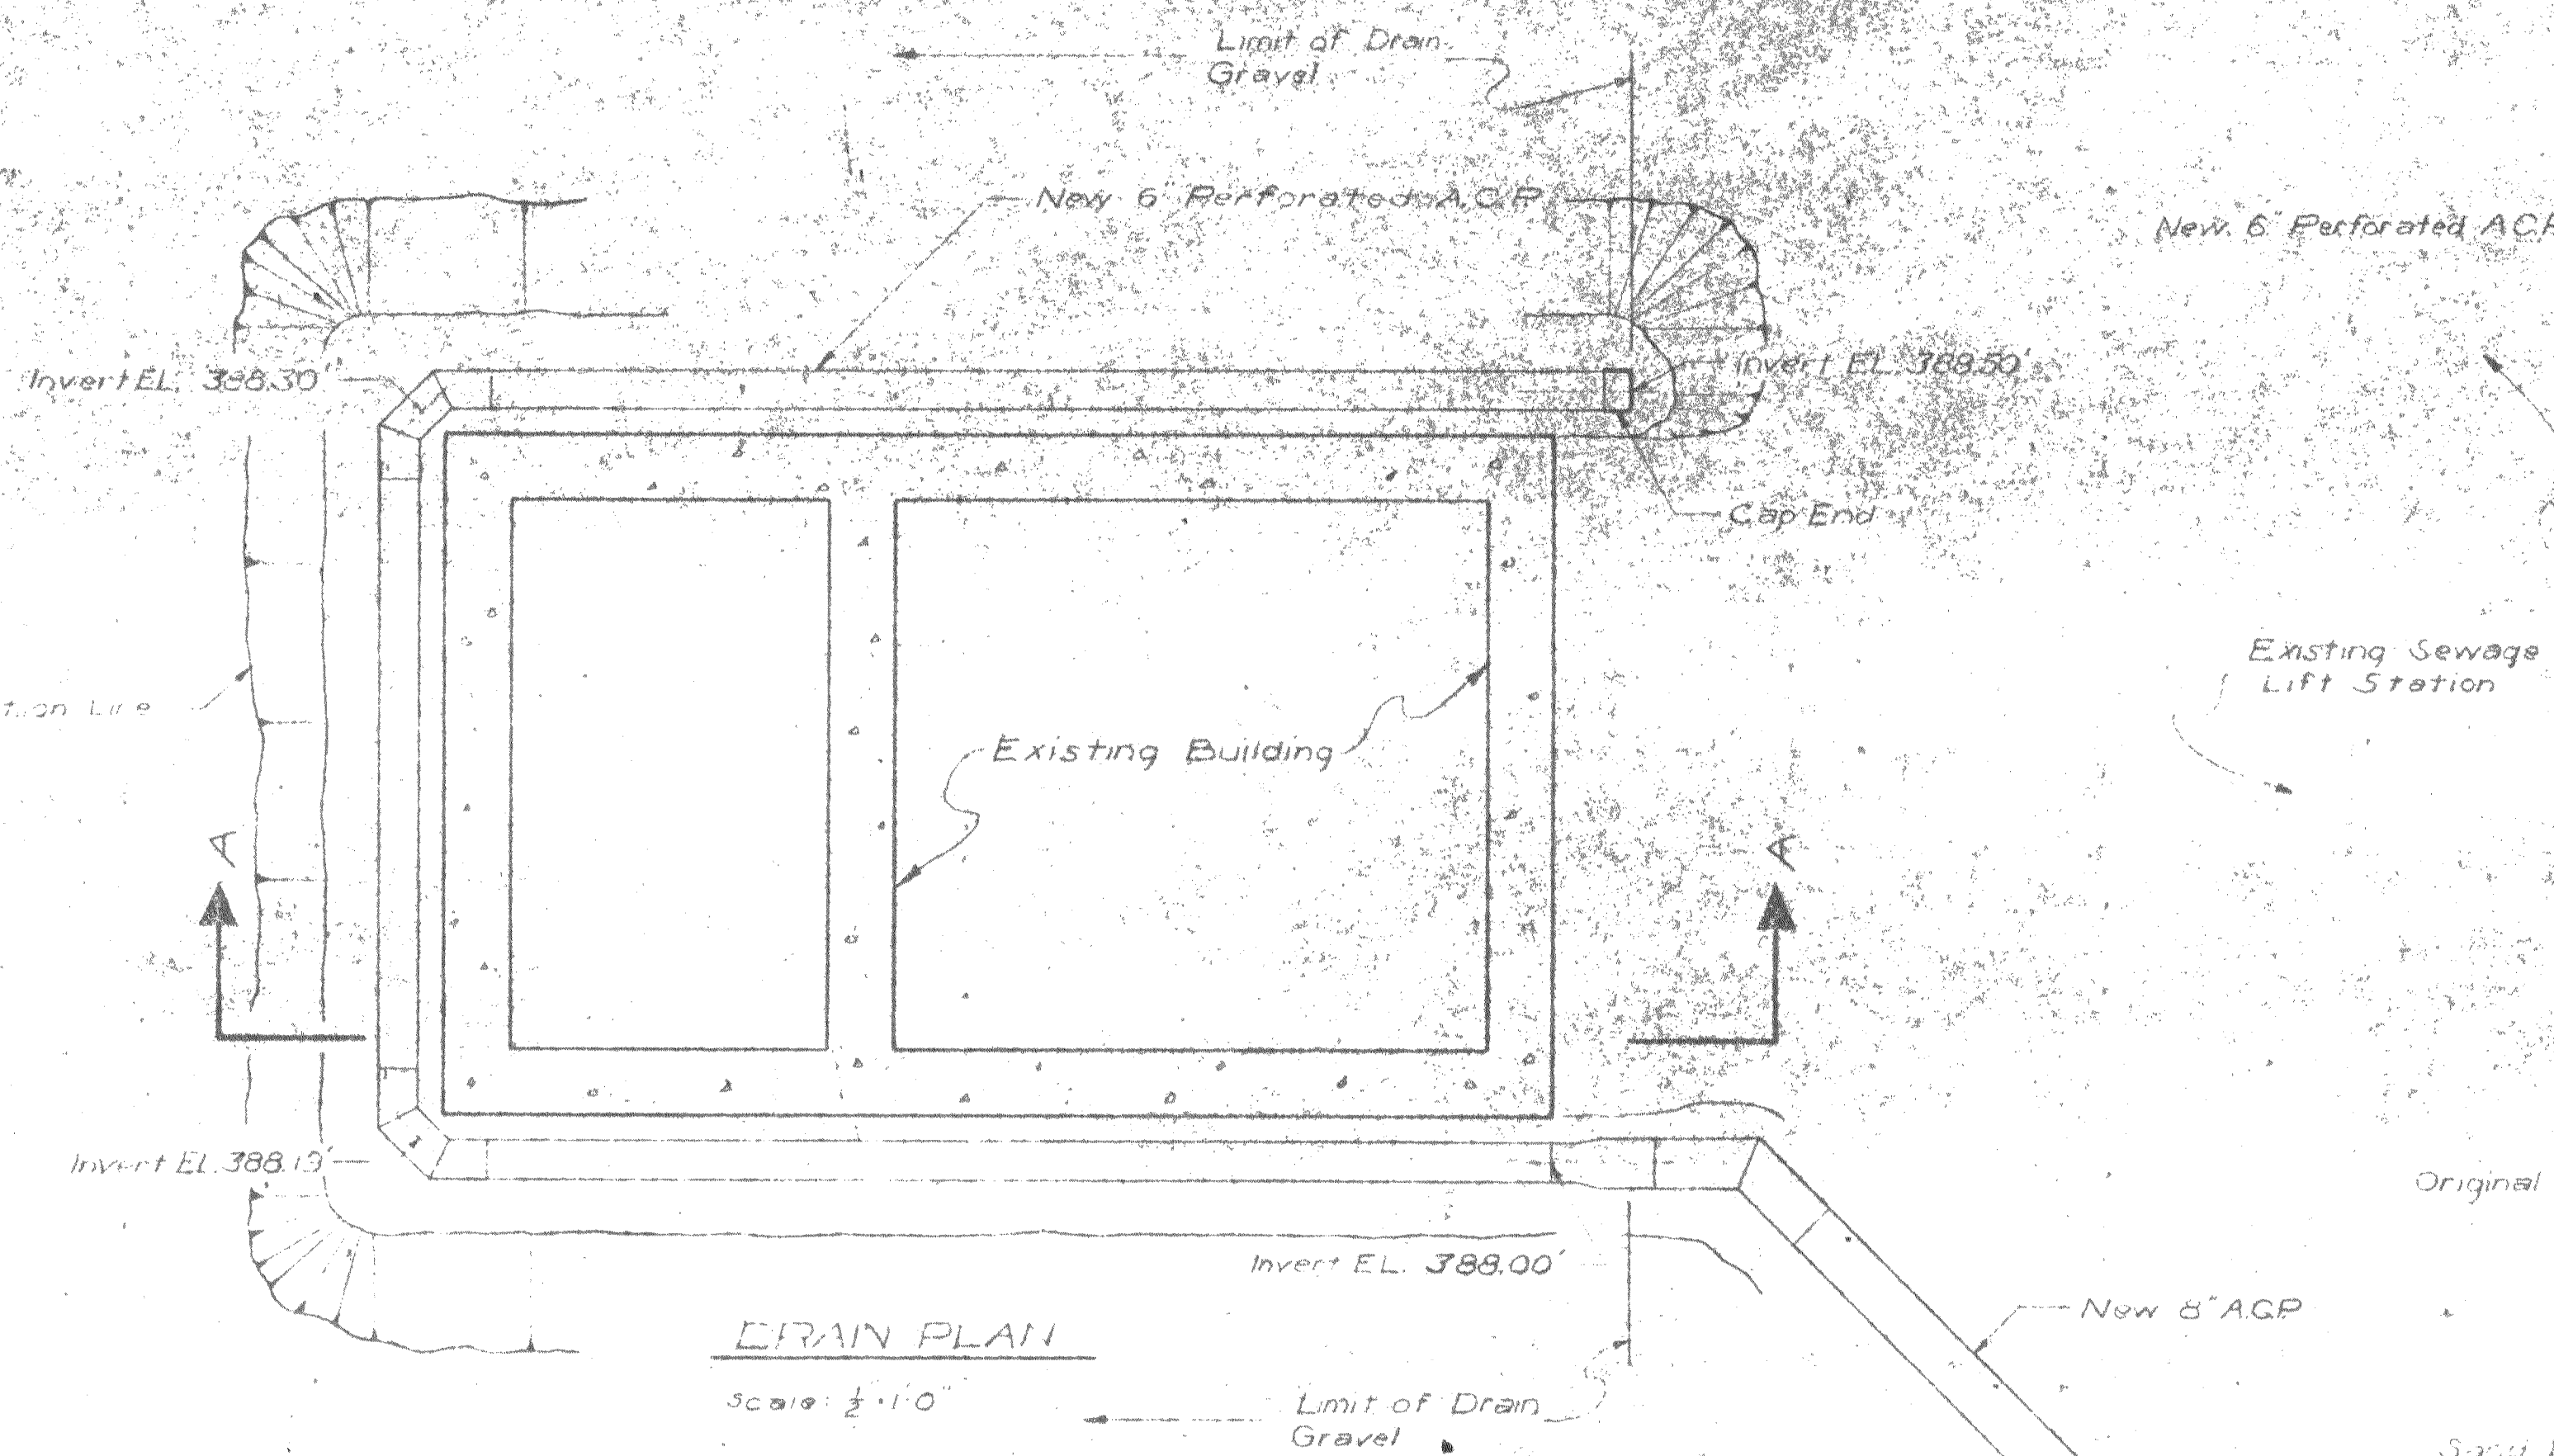 Limit of Drain
Gravel
New 6" Perforated A.C.P.
New 6" Perforated A.C.P
Invert EL. 388.30'
Invert EL. 388.50'
Cap End
Existing Sewage
Lift Station
Line
Existing Building
A
A
Invert EL. 388.13'
Original
Invert EL. 388.00'
New 8" A.C.P.
DRAIN PLAN
Scale: ½"=1'-0"
Limit of Drain
Gravel